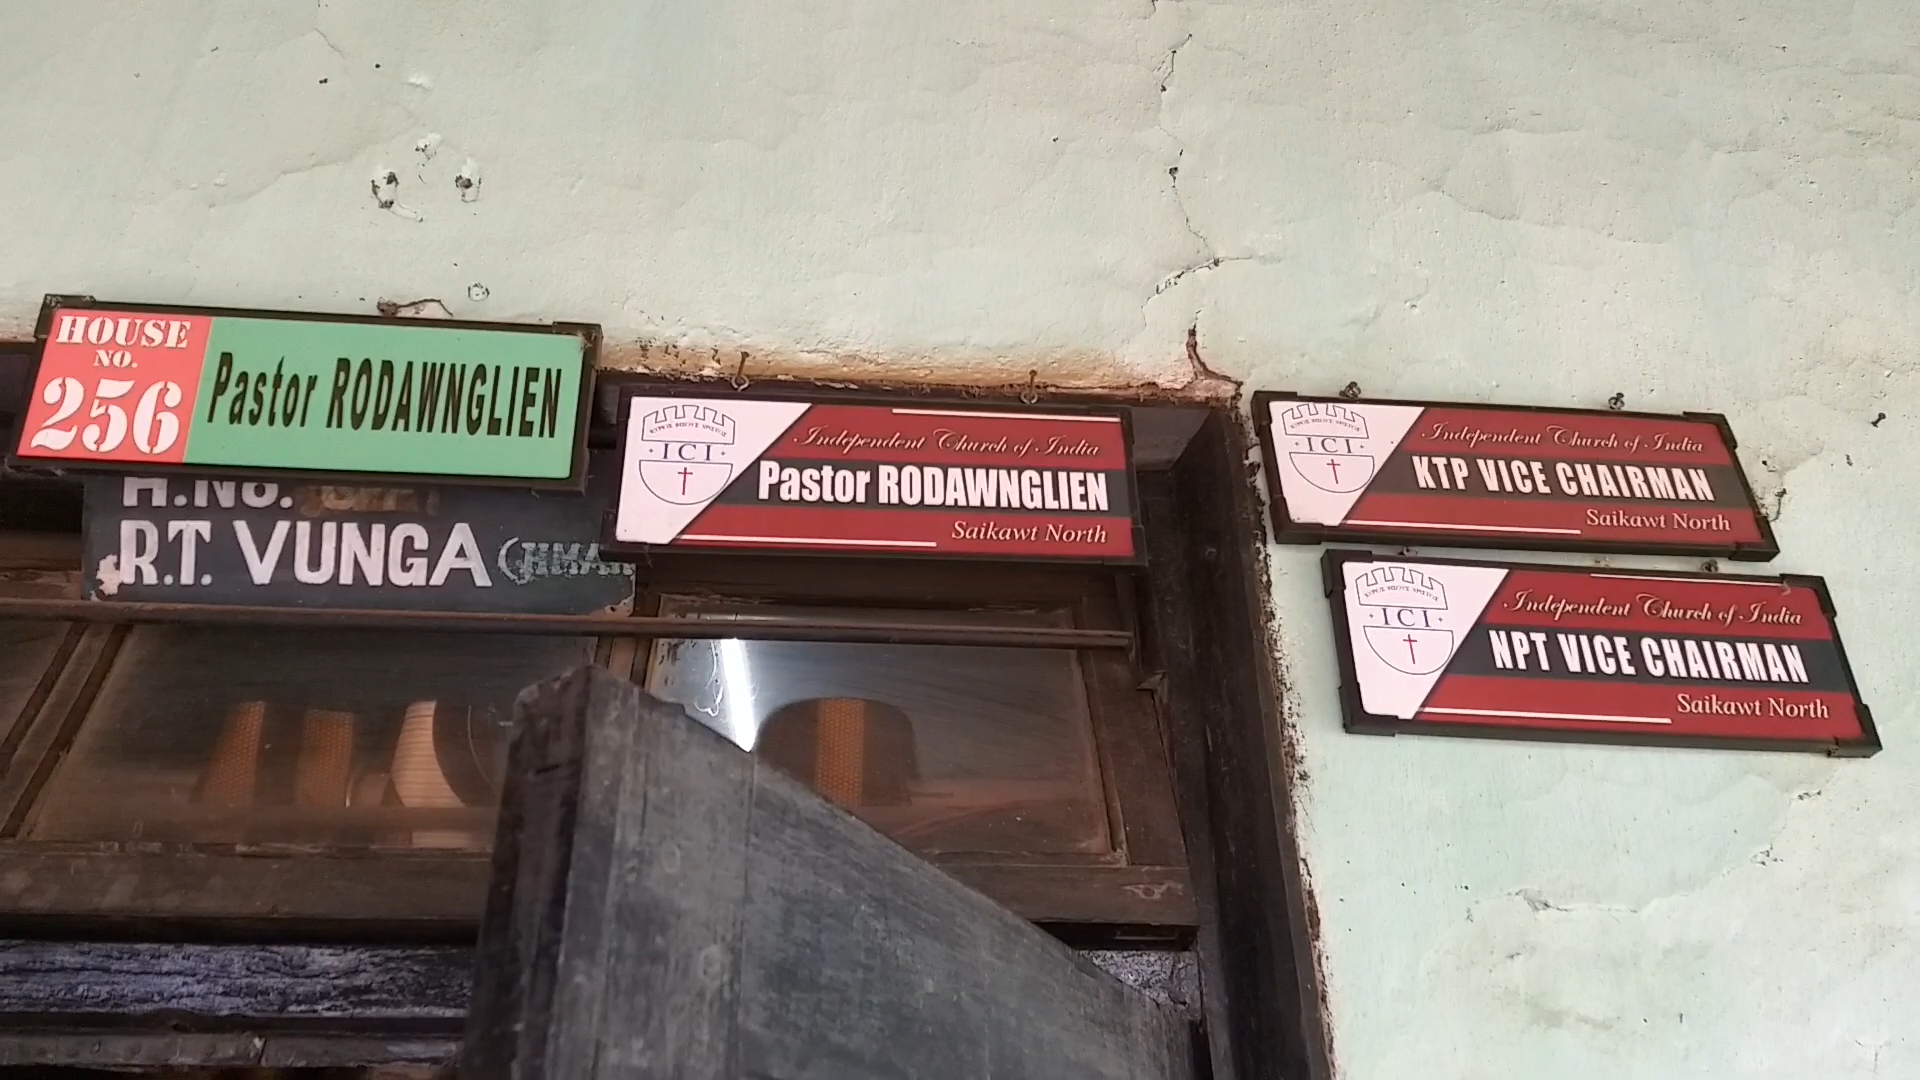 HOUSE
NO.
256
Pastor RODAWNGLIEN
H.No.
R.T. VUNGA
ICI
Independent Church of India
Pastor RODAWNGLIEN
Saikawt North
ICI
Independent Church of India
KTP VICE CHAIRMAN
Saikawt North
ICI
Independent Church of India
NPT VICE CHAIRMAN
Saikawt North